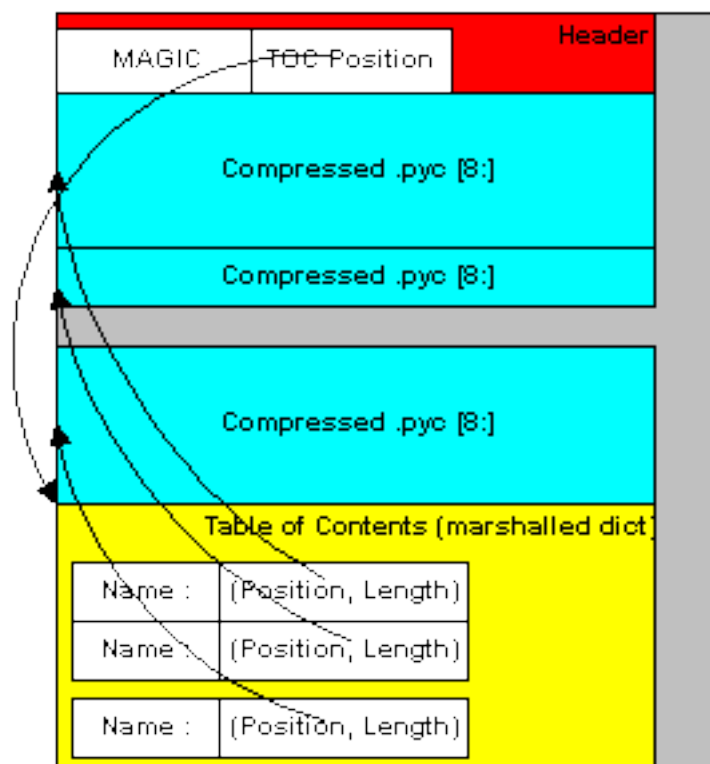 Header
MAGIC TOC Position
Compressed .pyc [8:]
Compressed .pyc [8:]
Compressed .pyc [8:]
Table of Contents (marshalled dict)
Name : (Position, Length)
Name : (Position, Length)
Name : (Position, Length)